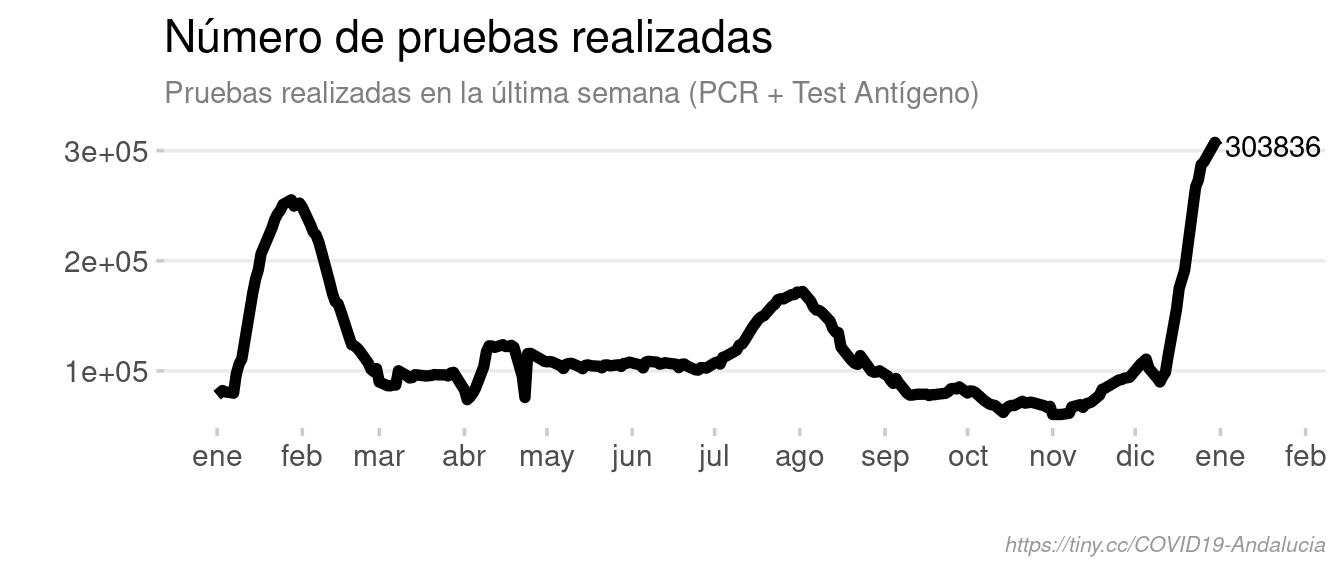 Número de pruebas realizadas
Pruebas realizadas en la última semana (PCR + Test Antígeno)
3e+05
303836
2e+05
1e+05
ene feb mar abr may jun jul ago sep oct nov dic ene feb
https://tiny.cc/COVID19-Andalucia